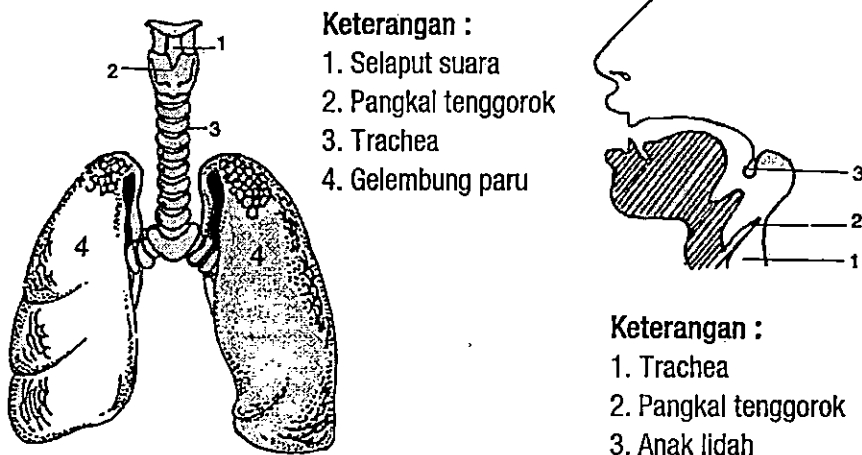 1
2
3
4
4
Keterangan :
1. Selaput suara
2. Pangkal tenggorok
3. Trachea
4. Gelembung paru
3
2
1
Keterangan :
1. Trachea
2. Pangkal tenggorok
3. Anak lidah